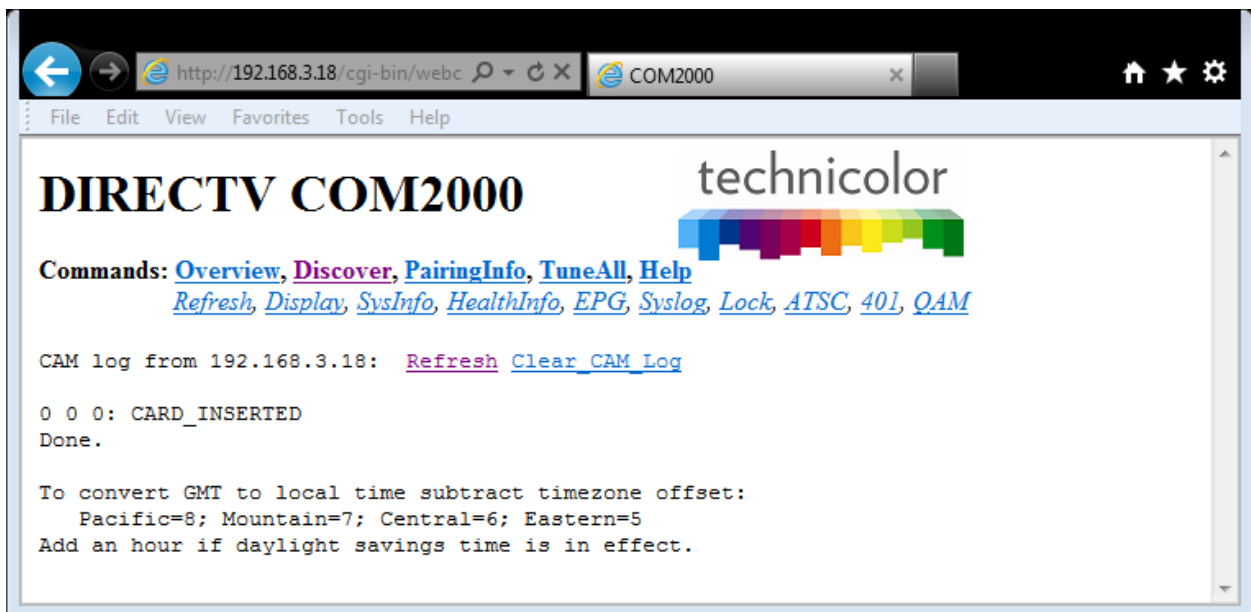 http://192.168.3.18/cgi-bin/webc
COM2000
File Edit View Favorites Tools Help
DIRECTV COM2000
technicolor
Commands: Overview, Discover, PairingInfo, TuneAll, Help
Refresh, Display, SysInfo, HealthInfo, EPG, Syslog, Lock, ATSC, 401, QAM
CAM log from 192.168.3.18: Refresh Clear_CAM_Log
0 0 0: CARD_INSERTED
Done.
To convert GMT to local time subtract timezone offset:
Pacific=8; Mountain=7; Central=6; Eastern=5
Add an hour if daylight savings time is in effect.